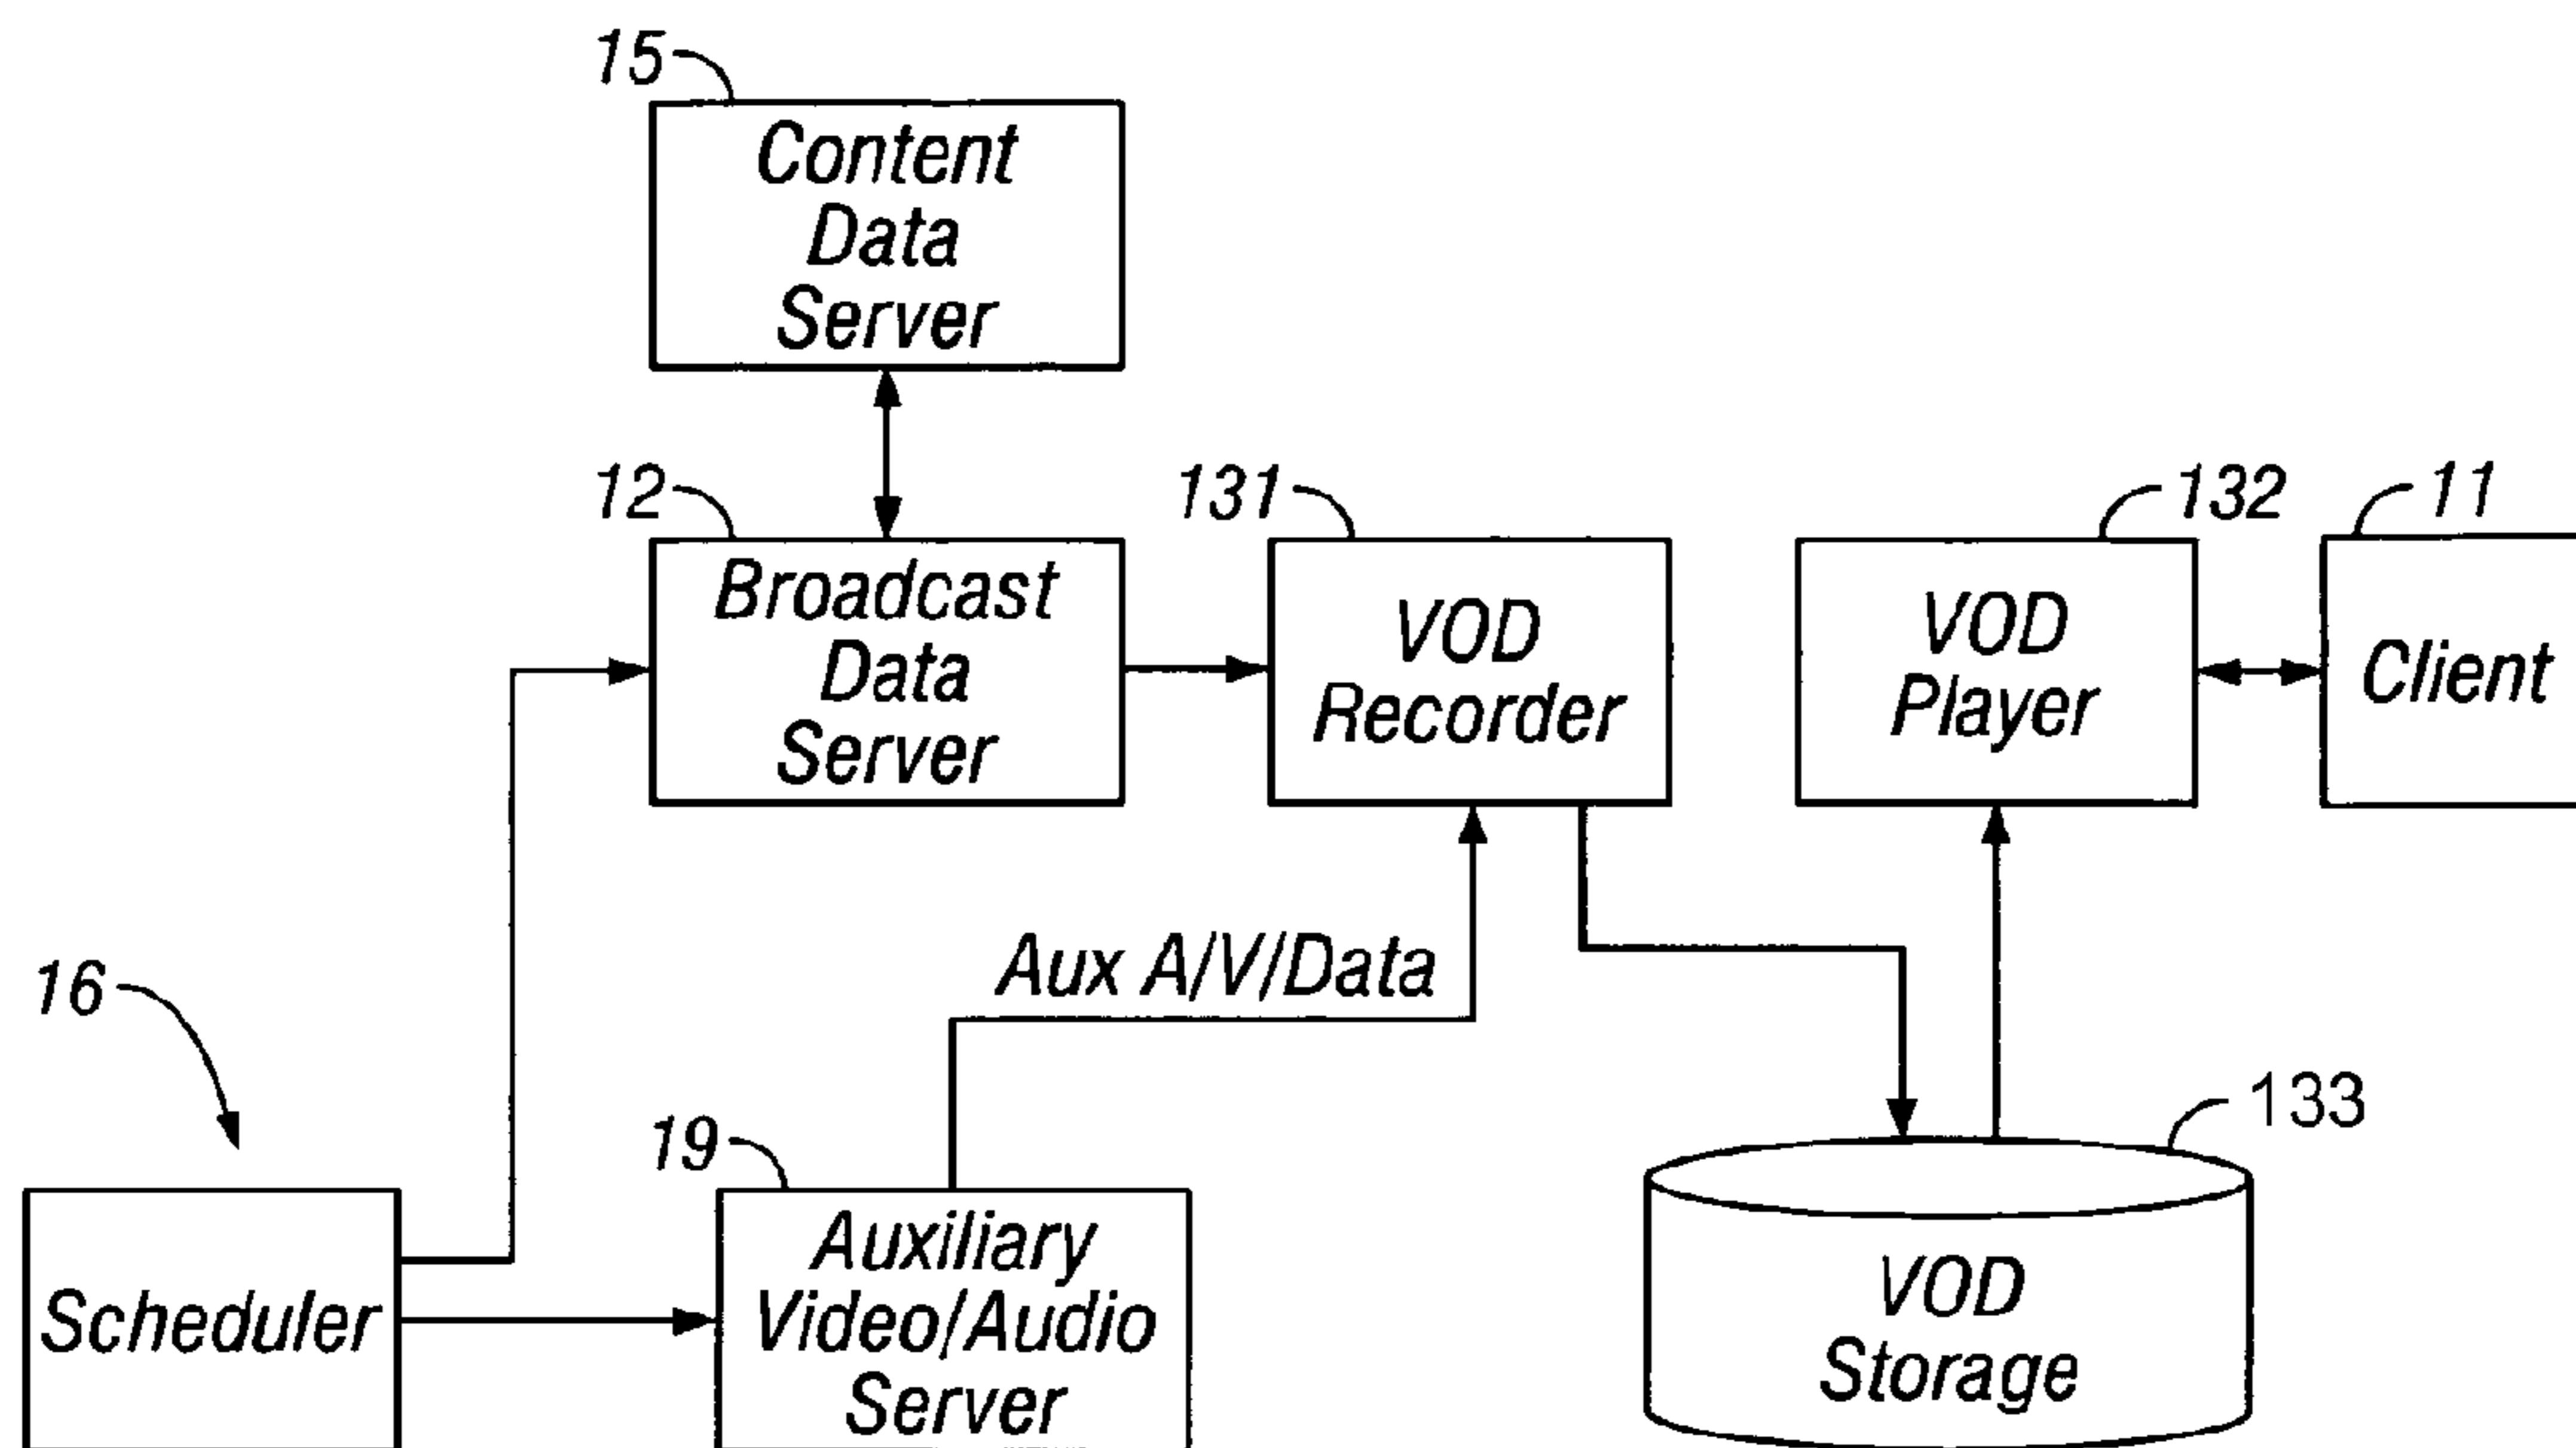 15
Content
Data
Server
12
Broadcast
Data
Server
131
VOD
Recorder
132
VOD
Player
11
Client
Aux A/V/Data
16
Scheduler
19
Auxiliary
Video/Audio
Server
133
VOD
Storage